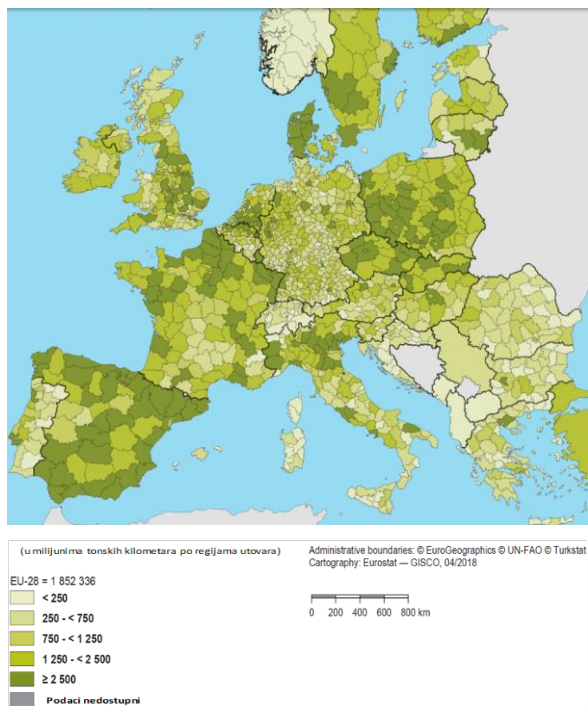 (u milijunima tonskih kilometara po regijama utovara)
EU-28 = 1 852 336
< 250
250 - < 750
750 - < 1 250
1 250 - < 2 500
≥ 2 500
Podaci nedostupni
Administrative boundaries: © EuroGeographics © UN-FAO © Turkstat
Cartography: Eurostat — GISCO, 04/2018
0 200 400 600 800 km